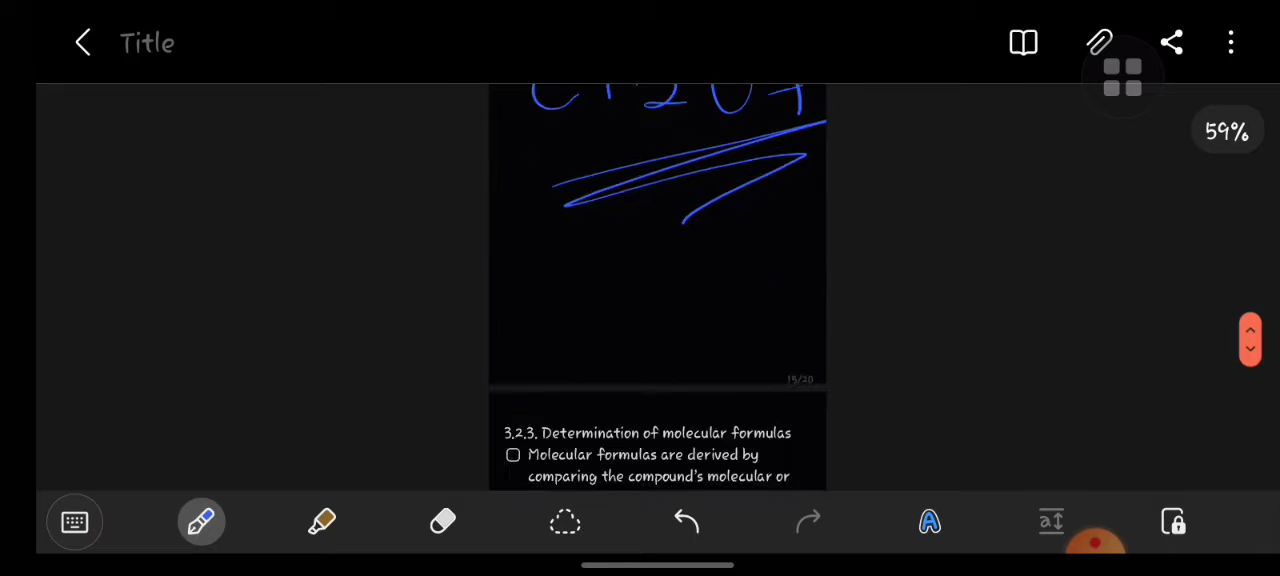 Title
59%
15/20
3.2.3. Determination of molecular formulas
Molecular formulas are derived by
comparing the compound's molecular or